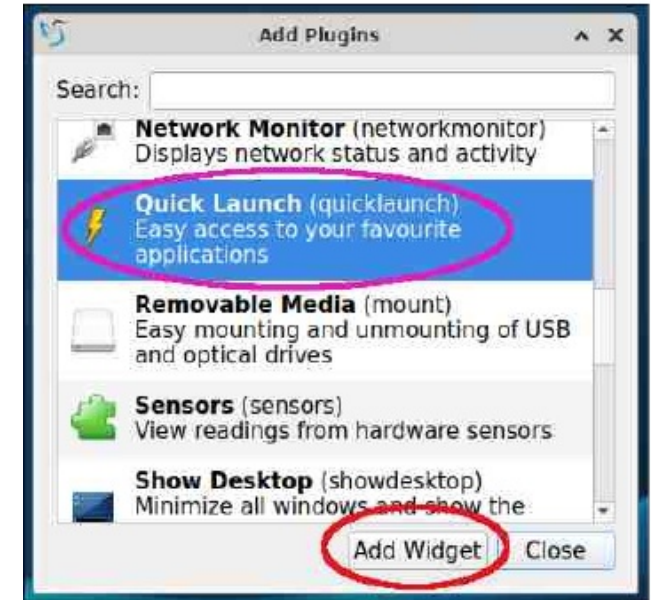 Add Plugins
Search:
Network Monitor (networkmonitor)
Displays network status and activity
Quick Launch (quicklaunch)
Easy access to your favourite
applications
Removable Media (mount)
Easy mounting and unmounting of USB
and optical drives
Sensors (sensors)
View readings from hardware sensors
Show Desktop (showdesktop)
Minimize all windows and show the
Add Widget Close